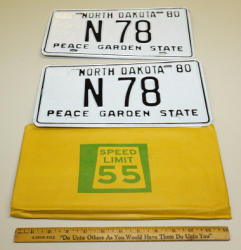 NORTH DAKOTA 80
N 78
PEACE GARDEN STATE
NORTH DAKOTA 80
N 78
PEACE GARDEN STATE
SPEED
LIMIT
55
"Do Unto Others As You Would Have Them Do Unto You"